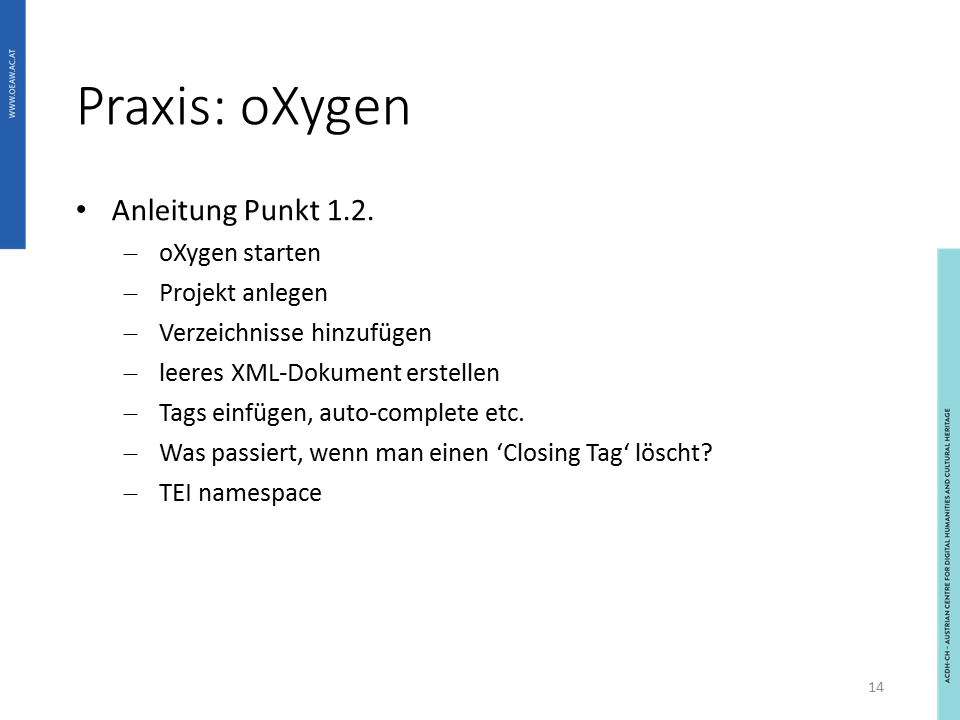 WWW.OEAW.AC.AT
Praxis: oXygen
• Anleitung Punkt 1.2.
– oXygen starten
– Projekt anlegen
– Verzeichnisse hinzufügen
– leeres XML-Dokument erstellen
– Tags einfügen, auto-complete etc.
– Was passiert, wenn man einen ‘Closing Tag‘ löscht?
– TEI namespace
ACDH-CH - AUSTRIAN CENTRE FOR DIGITAL HUMANITIES AND CULTURAL HERITAGE
14